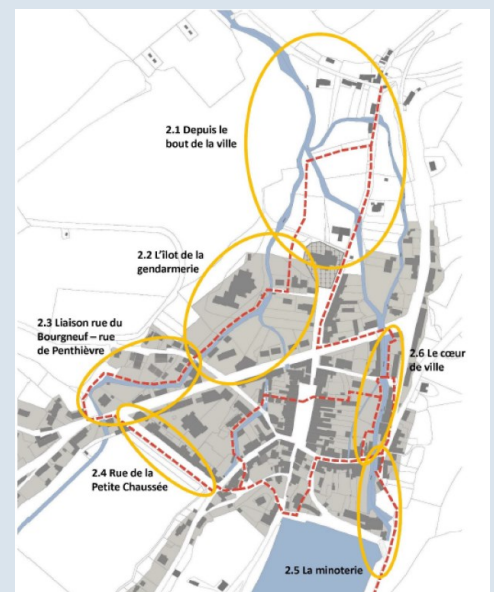 2.1 Depuis le
bout de la ville
2.2 L'îlot de la
gendarmerie
2.3 Liaison rue du
Bourgneuf – rue
de Penthièvre
2.6 Le cœur
de ville
2.4 Rue de la
Petite Chaussée
2.5 La minoterie